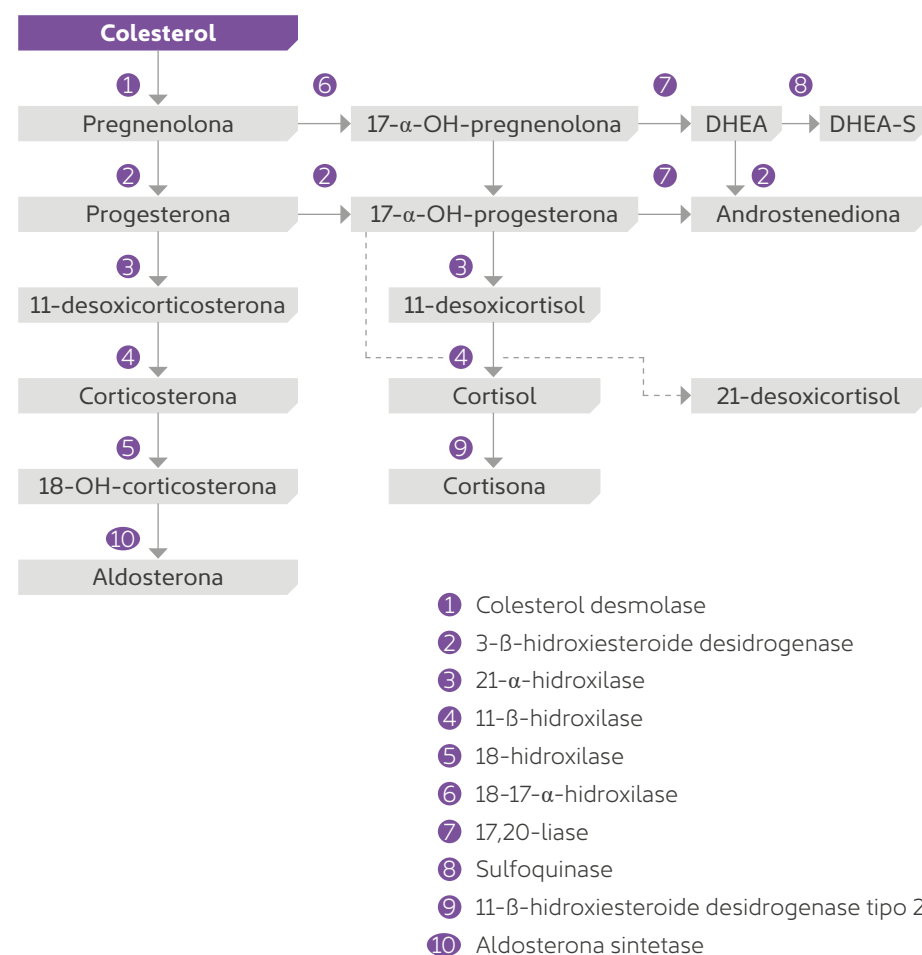 Colesterol
1 6 7 8
Pregnenolona 17-α-OH-pregnenolona DHEA DHEA-S
2 2 7 2
Progesterona 17-α-OH-progesterona Androstenediona
3 3
11-desoxicorticosterona 11-desoxicortisol
4 4
Corticosterona Cortisol 21-desoxicortisol
5 9
18-OH-corticosterona Cortisona
10
Aldosterona
1 Colesterol desmolase
2 3-ß-hidroxiesteroide desidrogenase
3 21-α-hidroxilase
4 11-ß-hidroxilase
5 18-hidroxilase
6 18-17-α-hidroxilase
7 17,20-liase
8 Sulfoquinase
9 11-ß-hidroxiesteroide desidrogenase tipo 2
10 Aldosterona sintetase